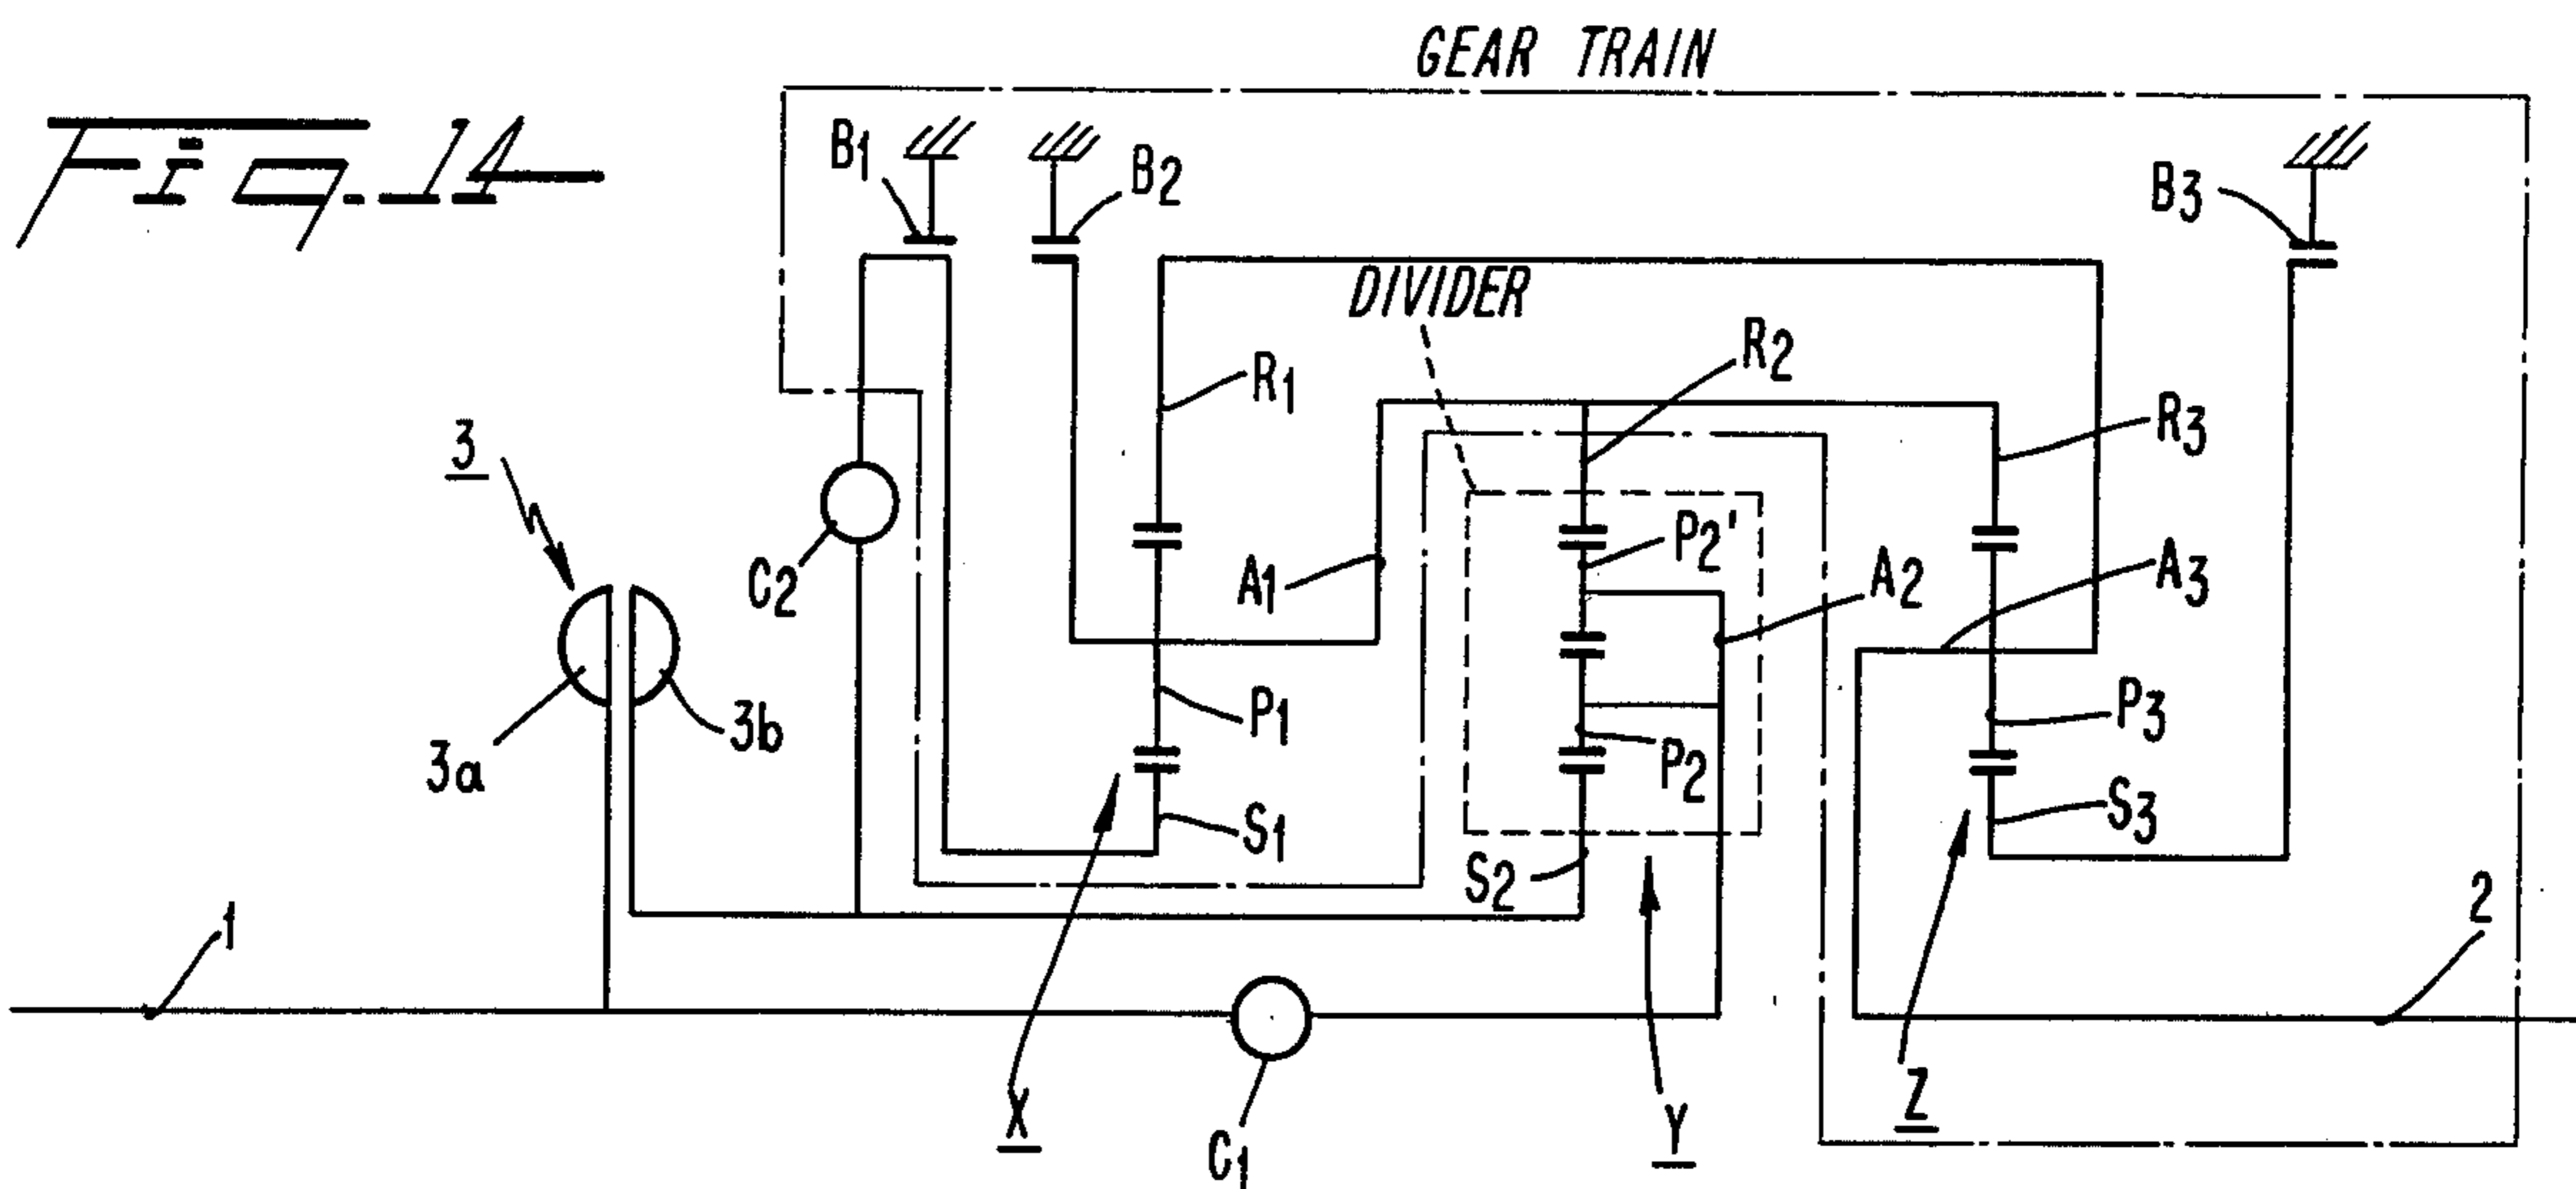 GEAR TRAIN
Fig. 14
B1
B2
B3
DIVIDER
R1
R2
R3
3
C2
A1
P2'
A2
A3
3a
3b
P1
P2
P3
S1
S2
S3
1
2
X
C1
Y
Z